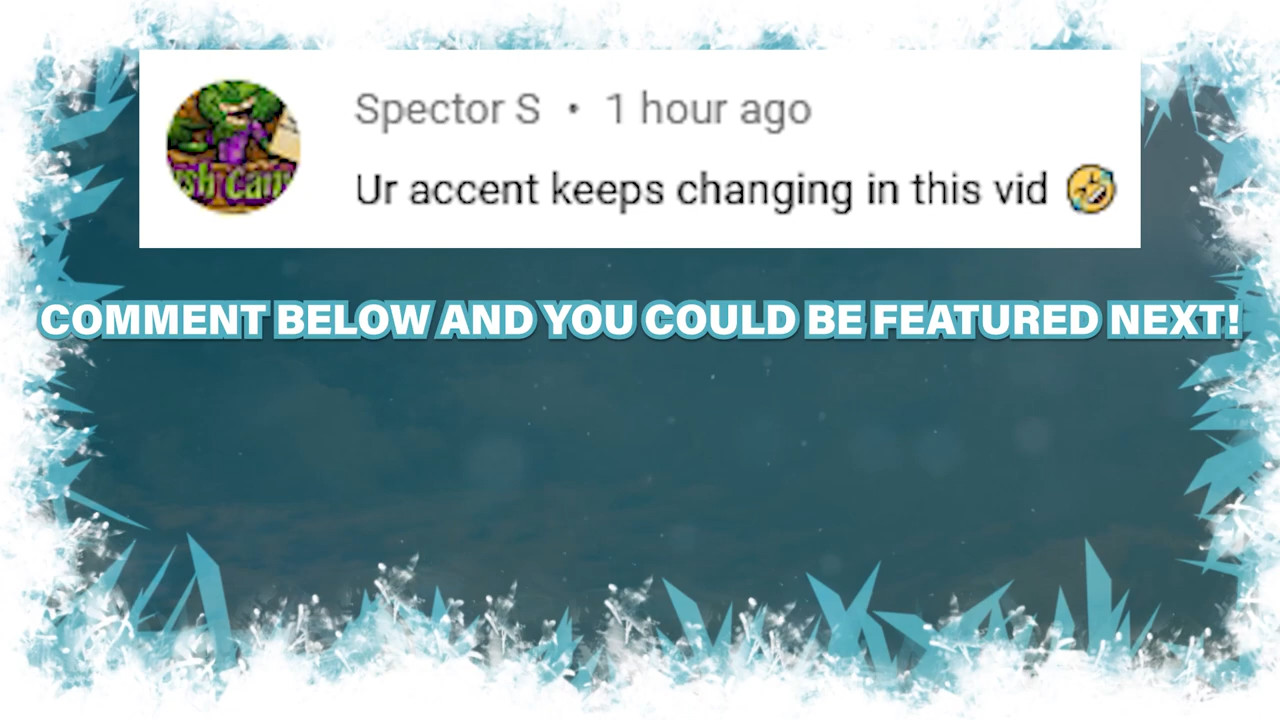 Spector S • 1 hour ago
Ur accent keeps changing in this vid 🤣
COMMENT BELOW AND YOU COULD BE FEATURED NEXT!